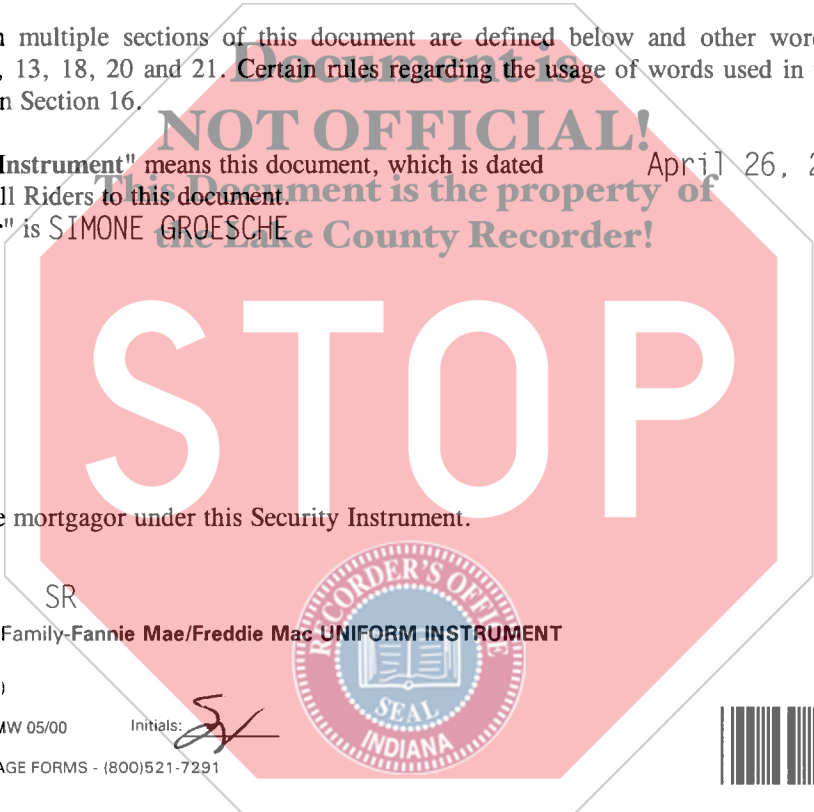 n multiple sections of this document are defined below and other wor
, 13, 18, 20 and 21. Certain rules regarding the usage of words used in
n Section 16.
Document is
NOT OFFICIAL!
This Document is the property of
the Lake County Recorder!
Instrument" means this document, which is dated April 26, 2
ll Riders to this document.
" is SIMONE GROESCHE
STOP
e mortgagor under this Security Instrument.
SR
Family-Fannie Mae/Freddie Mac UNIFORM INSTRUMENT
)
MW 05/00 Initials:
AGE FORMS - (800)521-7291
RECORDER'S OFFICE
SEAL
INDIANA